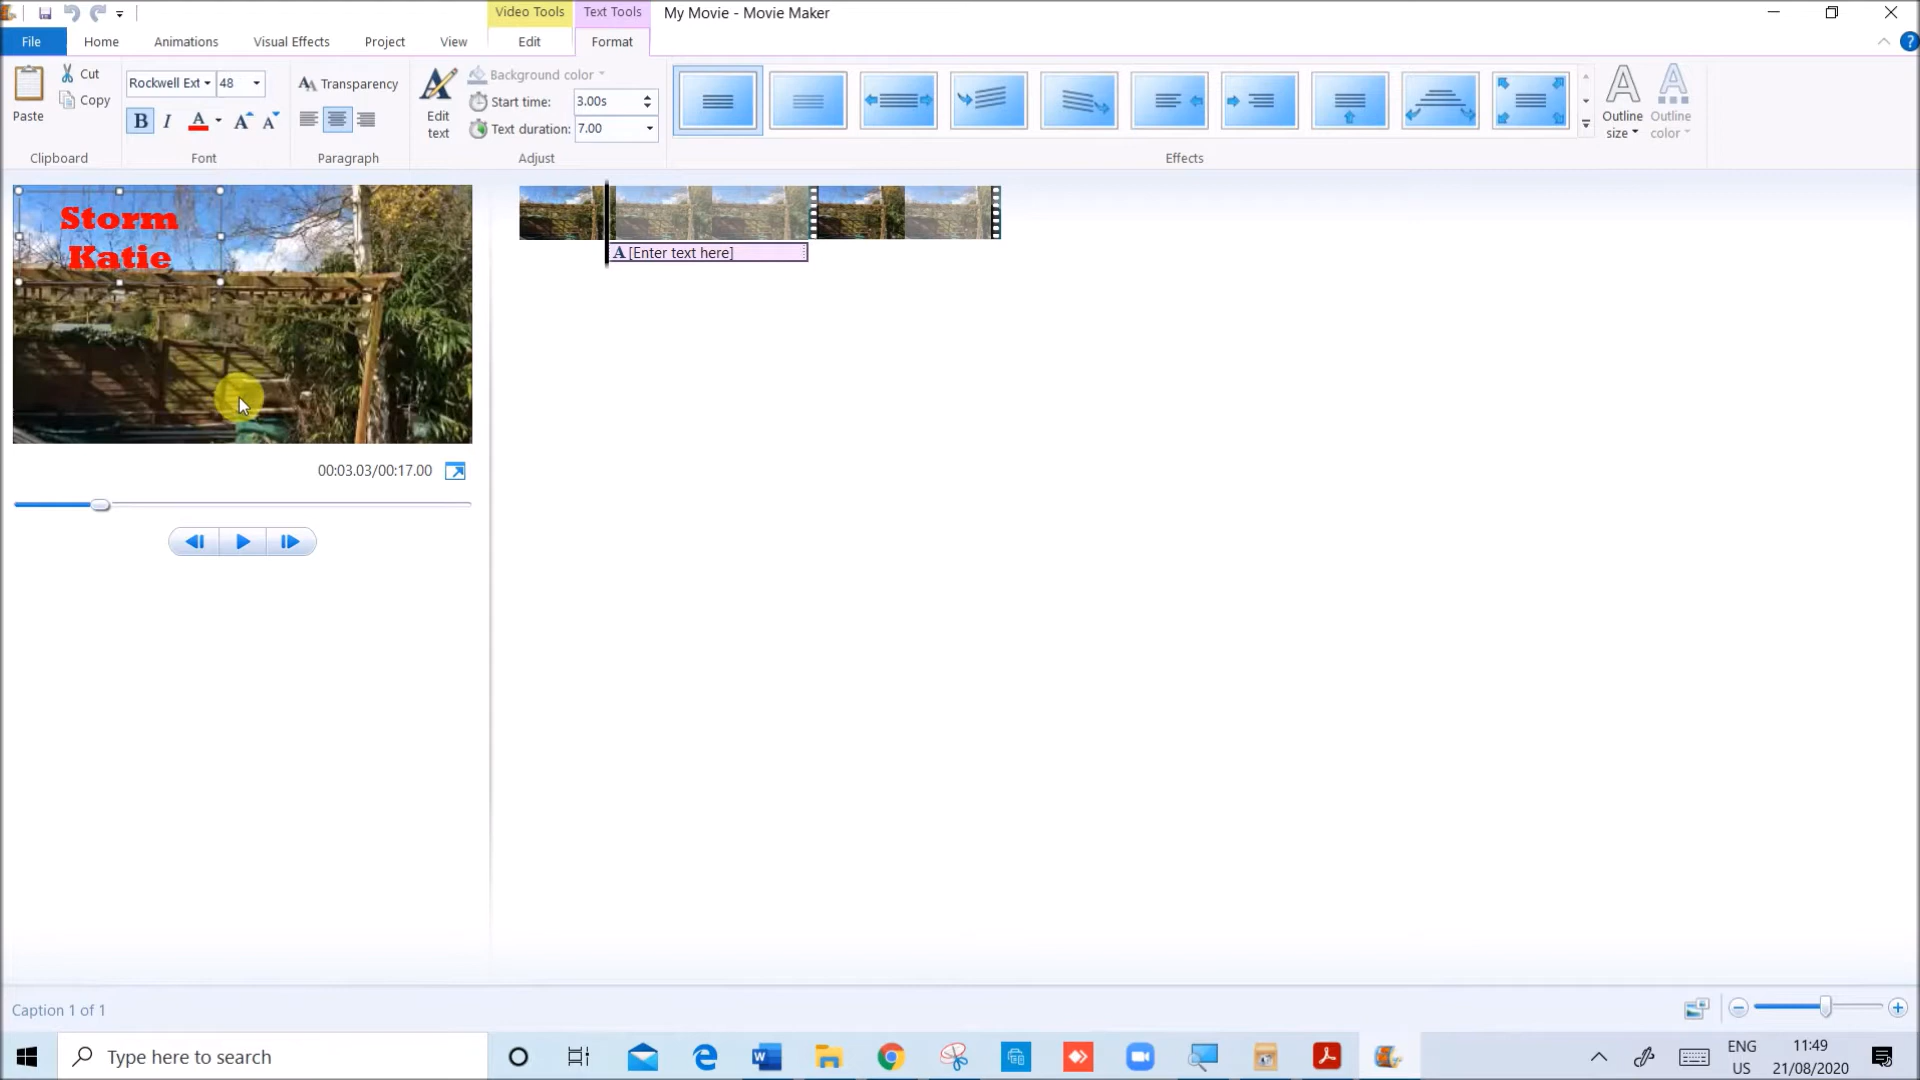 Video Tools
Text Tools
My Movie - Movie Maker
File
Home
Animations
Visual Effects
Project
View
Edit
Format
Paste
Cut
Copy
Clipboard
Rockwell Ext
48
B
I
A
A
A
Font
Transparency
Paragraph
Edit
text
Background color
Start time:
3.00s
Text duration:
7.00
Adjust
Effects
Outline
size
Outline
color
Storm
Katie
A [Enter text here]
00:03.03/00:17.00
Caption 1 of 1
Type here to search
ENG
US
11:49
21/08/2020